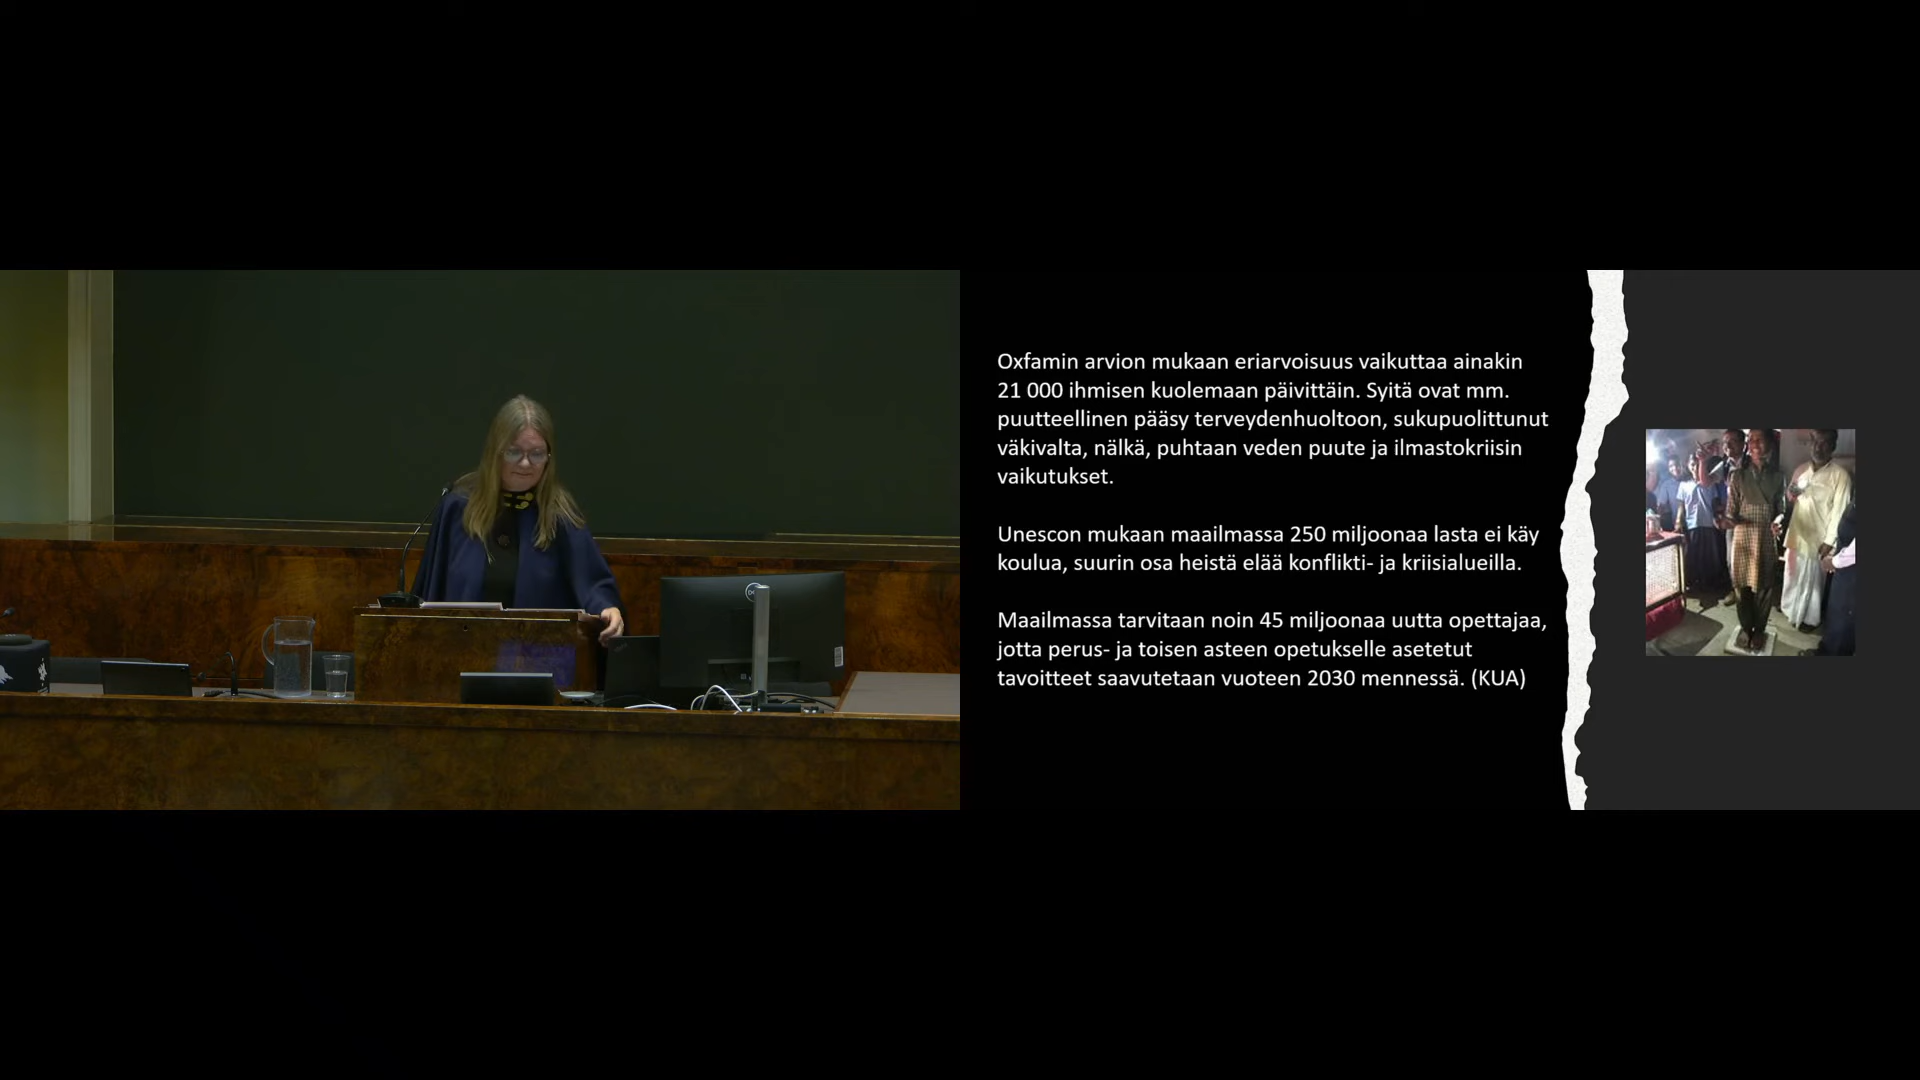 Oxfamin arvion mukaan eriarvoisuus vaikuttaa ainakin
21 000 ihmisen kuolemaan päivittäin. Syitä ovat mm.
puutteellinen pääsy terveydenhuoltoon, sukupuolittunut
väkivalta, nälkä, puhtaan veden puute ja ilmastokriisin
vaikutukset.
Unescon mukaan maailmassa 250 miljoonaa lasta ei käy
koulua, suurin osa heistä elää konflikti- ja kriisialueilla.
Maailmassa tarvitaan noin 45 miljoonaa uutta opettajaa,
jotta perus- ja toisen asteen opetukselle asetetut
tavoitteet saavutetaan vuoteen 2030 mennessä. (KUA)